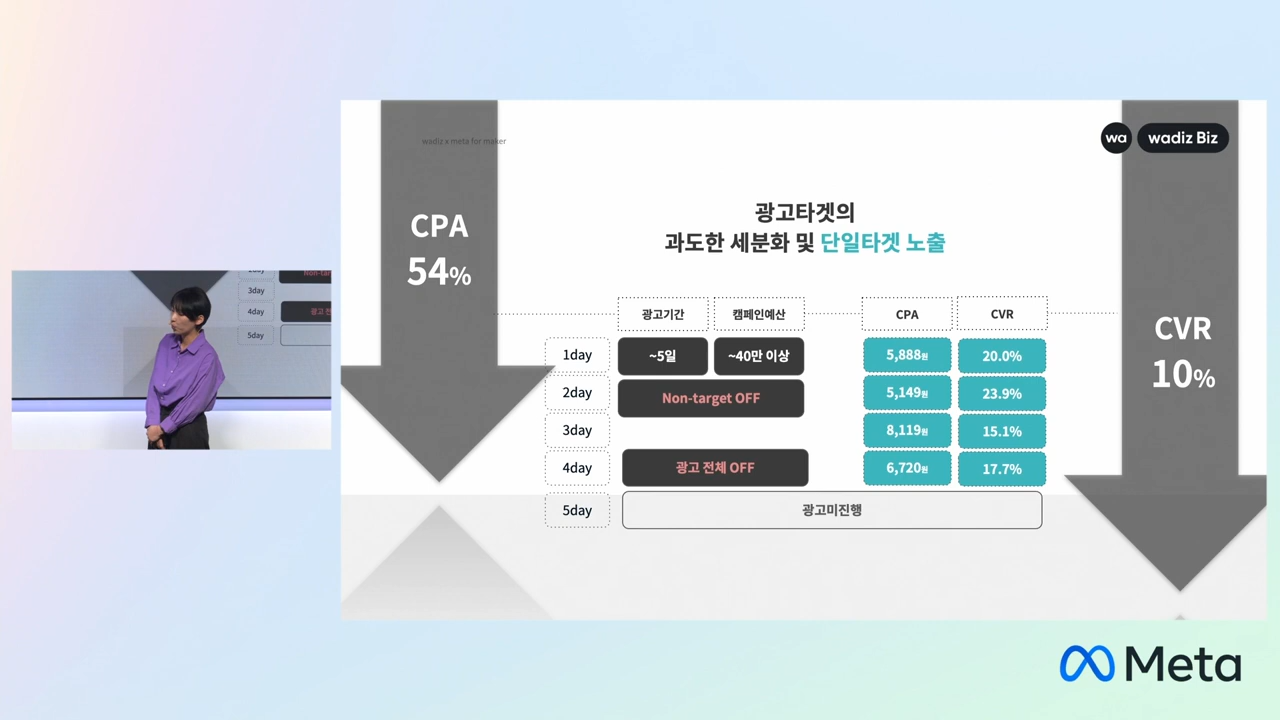 wadiz x meta for maker
wa
wadiz Biz
CPA
54%
광고타겟의
과도한 세분화 및 단일타겟 노출
CVR
10%
광고기간
캠페인예산
CPA
CVR
1day
~5일
~40만 이상
5,888원
20.0%
2day
Non-target OFF
5,149원
23.9%
3day
8,119원
15.1%
4day
광고 전체 OFF
6,720원
17.7%
5day
광고미진행
Non-tar
3day
4day
광고 전
5day
Meta